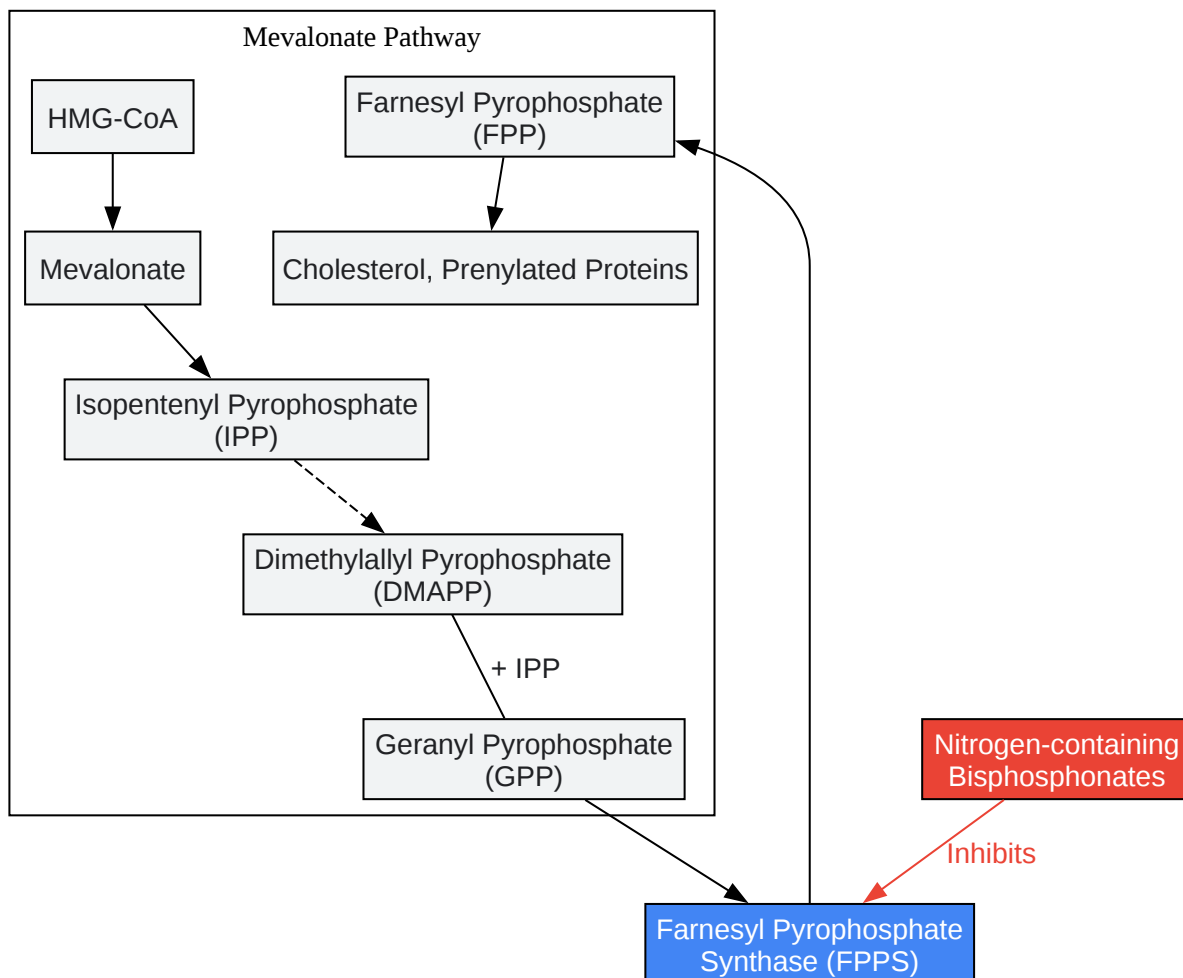 Mevalonate Pathway
HMG-CoA
Farnesyl Pyrophosphate
(FPP)
Mevalonate
Cholesterol, Prenylated Proteins
Isopentenyl Pyrophosphate
(IPP)
Dimethylallyl Pyrophosphate
(DMAPP)
+ IPP
Geranyl Pyrophosphate
(GPP)
Nitrogen-containing
Bisphosphonates
Inhibits
Farnesyl Pyrophosphate
Synthase (FPPS)